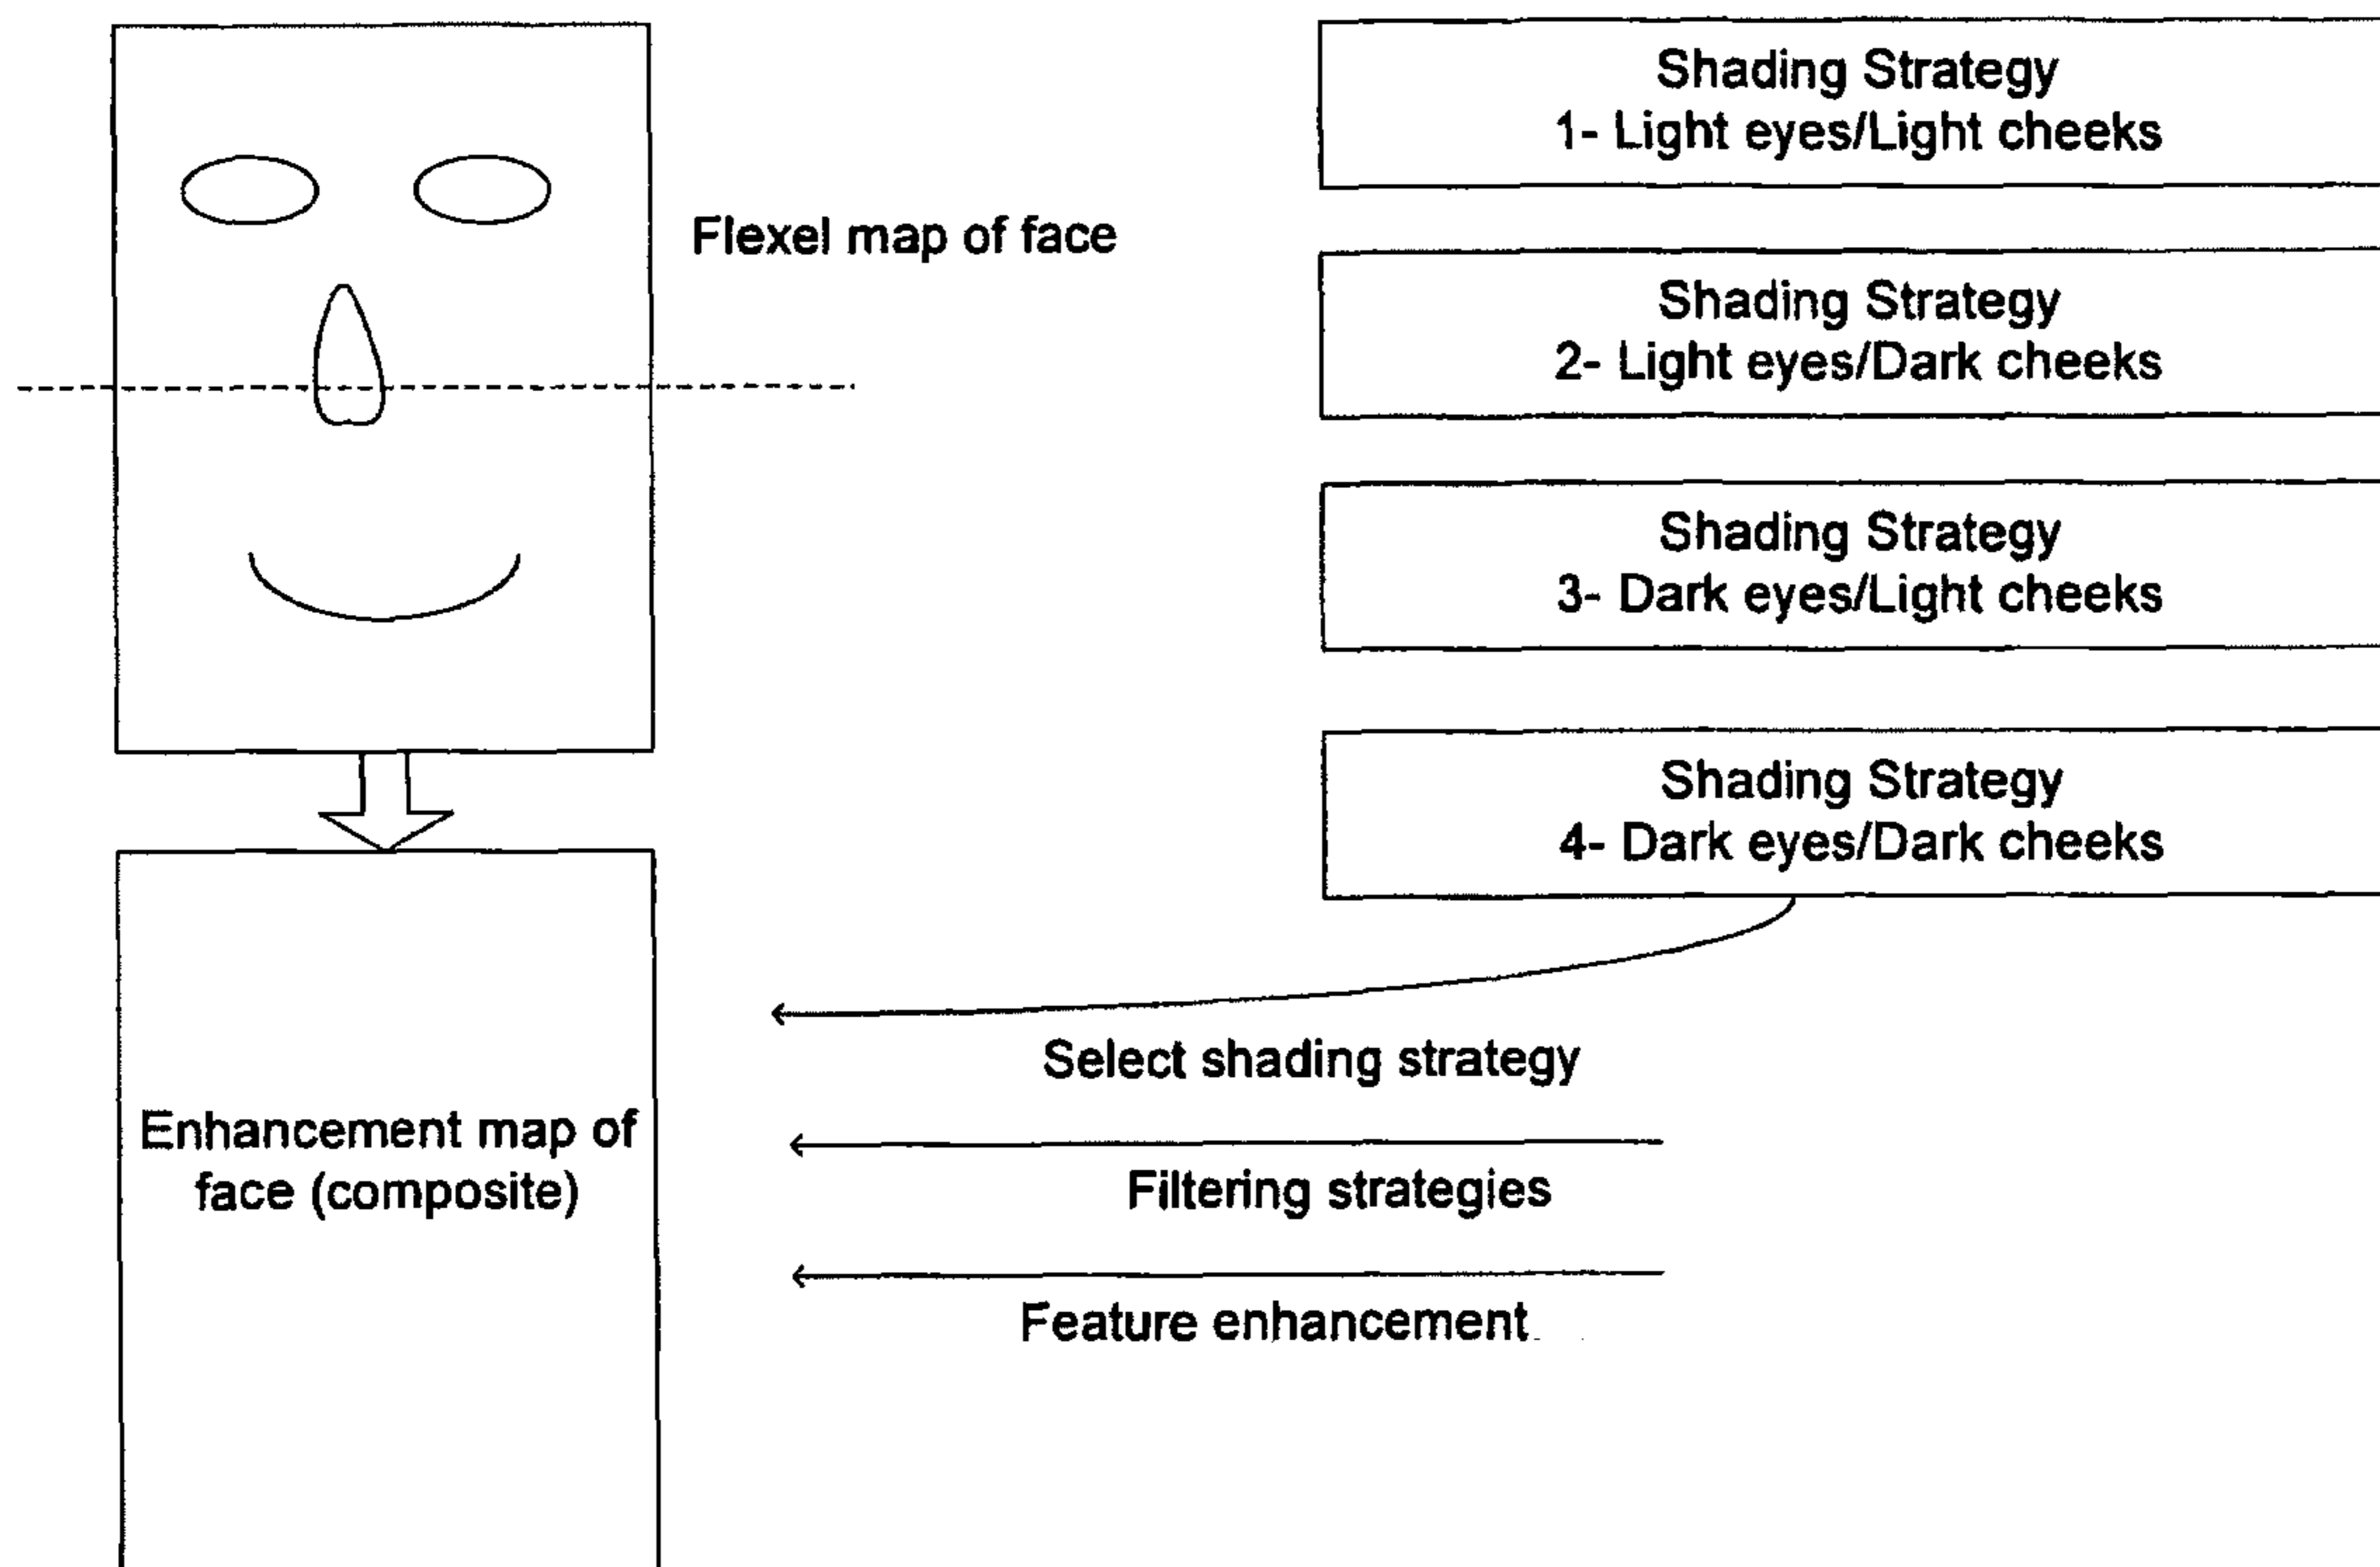 Flexel map of face
Shading Strategy
1- Light eyes/Light cheeks
Shading Strategy
2- Light eyes/Dark cheeks
Shading Strategy
3- Dark eyes/Light cheeks
Shading Strategy
4- Dark eyes/Dark cheeks
Select shading strategy
Enhancement map of
face (composite)
Filtering strategies
Feature enhancement